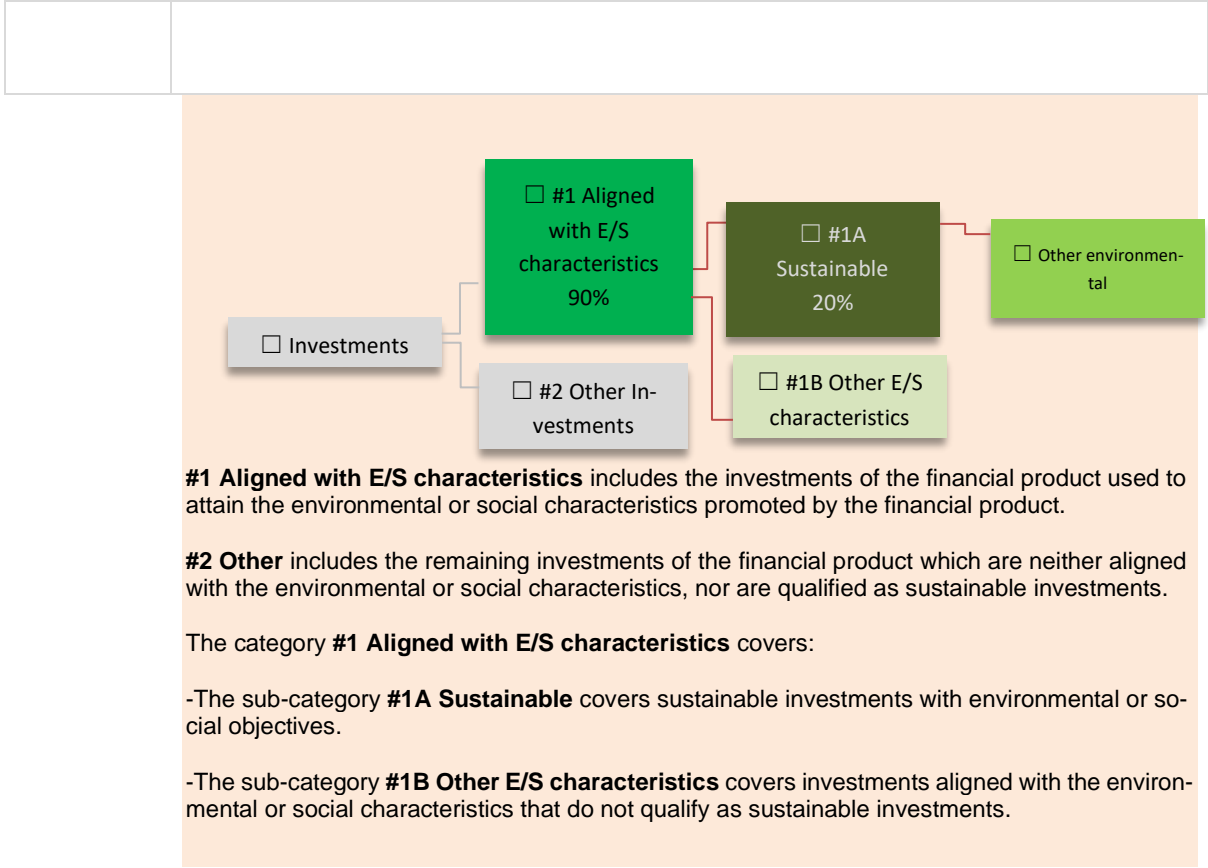 ☐ #1 Aligned
with E/S
characteristics
90%
☐ #1A
Sustainable
20%
☐ Other environmen-
tal
☐ Investments
☐ #2 Other In-
vestments
☐ #1B Other E/S
characteristics
#1 Aligned with E/S characteristics includes the investments of the financial product used to
attain the environmental or social characteristics promoted by the financial product.
#2 Other includes the remaining investments of the financial product which are neither aligned
with the environmental or social characteristics, nor are qualified as sustainable investments.
The category #1 Aligned with E/S characteristics covers:
-The sub-category #1A Sustainable covers sustainable investments with environmental or so-
cial objectives.
-The sub-category #1B Other E/S characteristics covers investments aligned with the environ-
mental or social characteristics that do not qualify as sustainable investments.